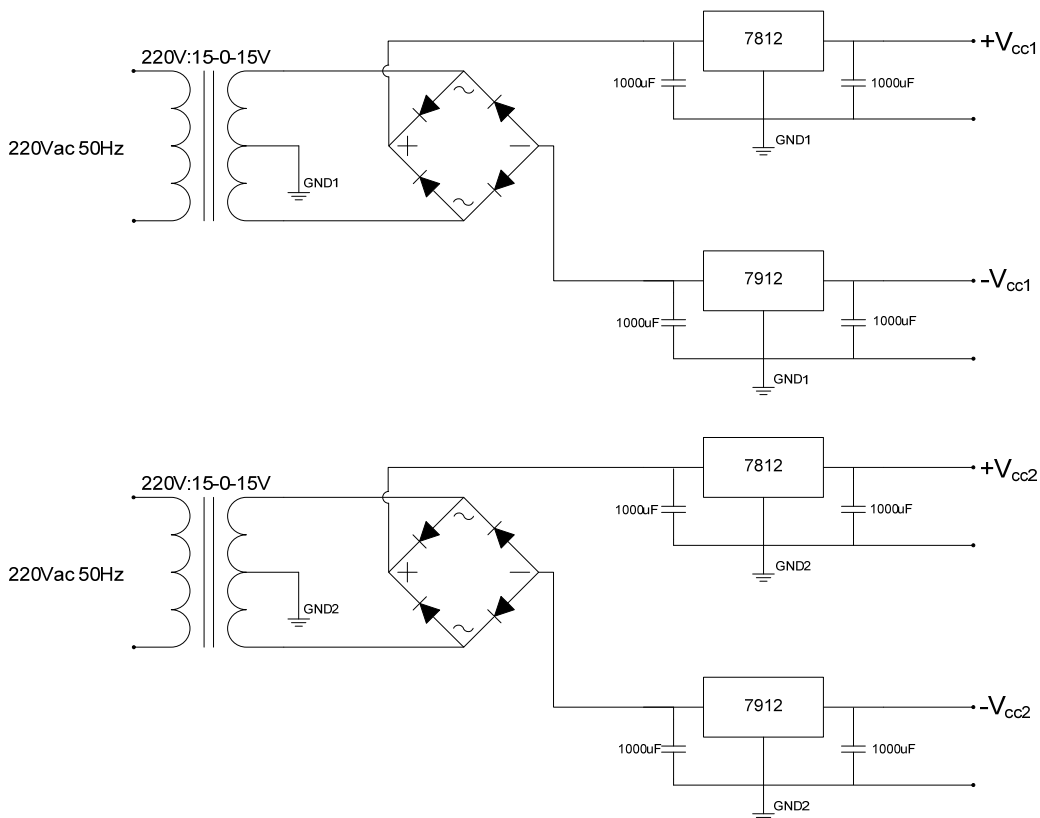 7812
+Vcc1
220V:15-0-15V
1000uF
1000uF
220Vac 50Hz
GND1
GND1
7912
-Vcc1
1000uF
1000uF
GND1
7812
+Vcc2
220V:15-0-15V
1000uF
1000uF
220Vac 50Hz
GND2
GND2
7912
-Vcc2
1000uF
1000uF
GND2